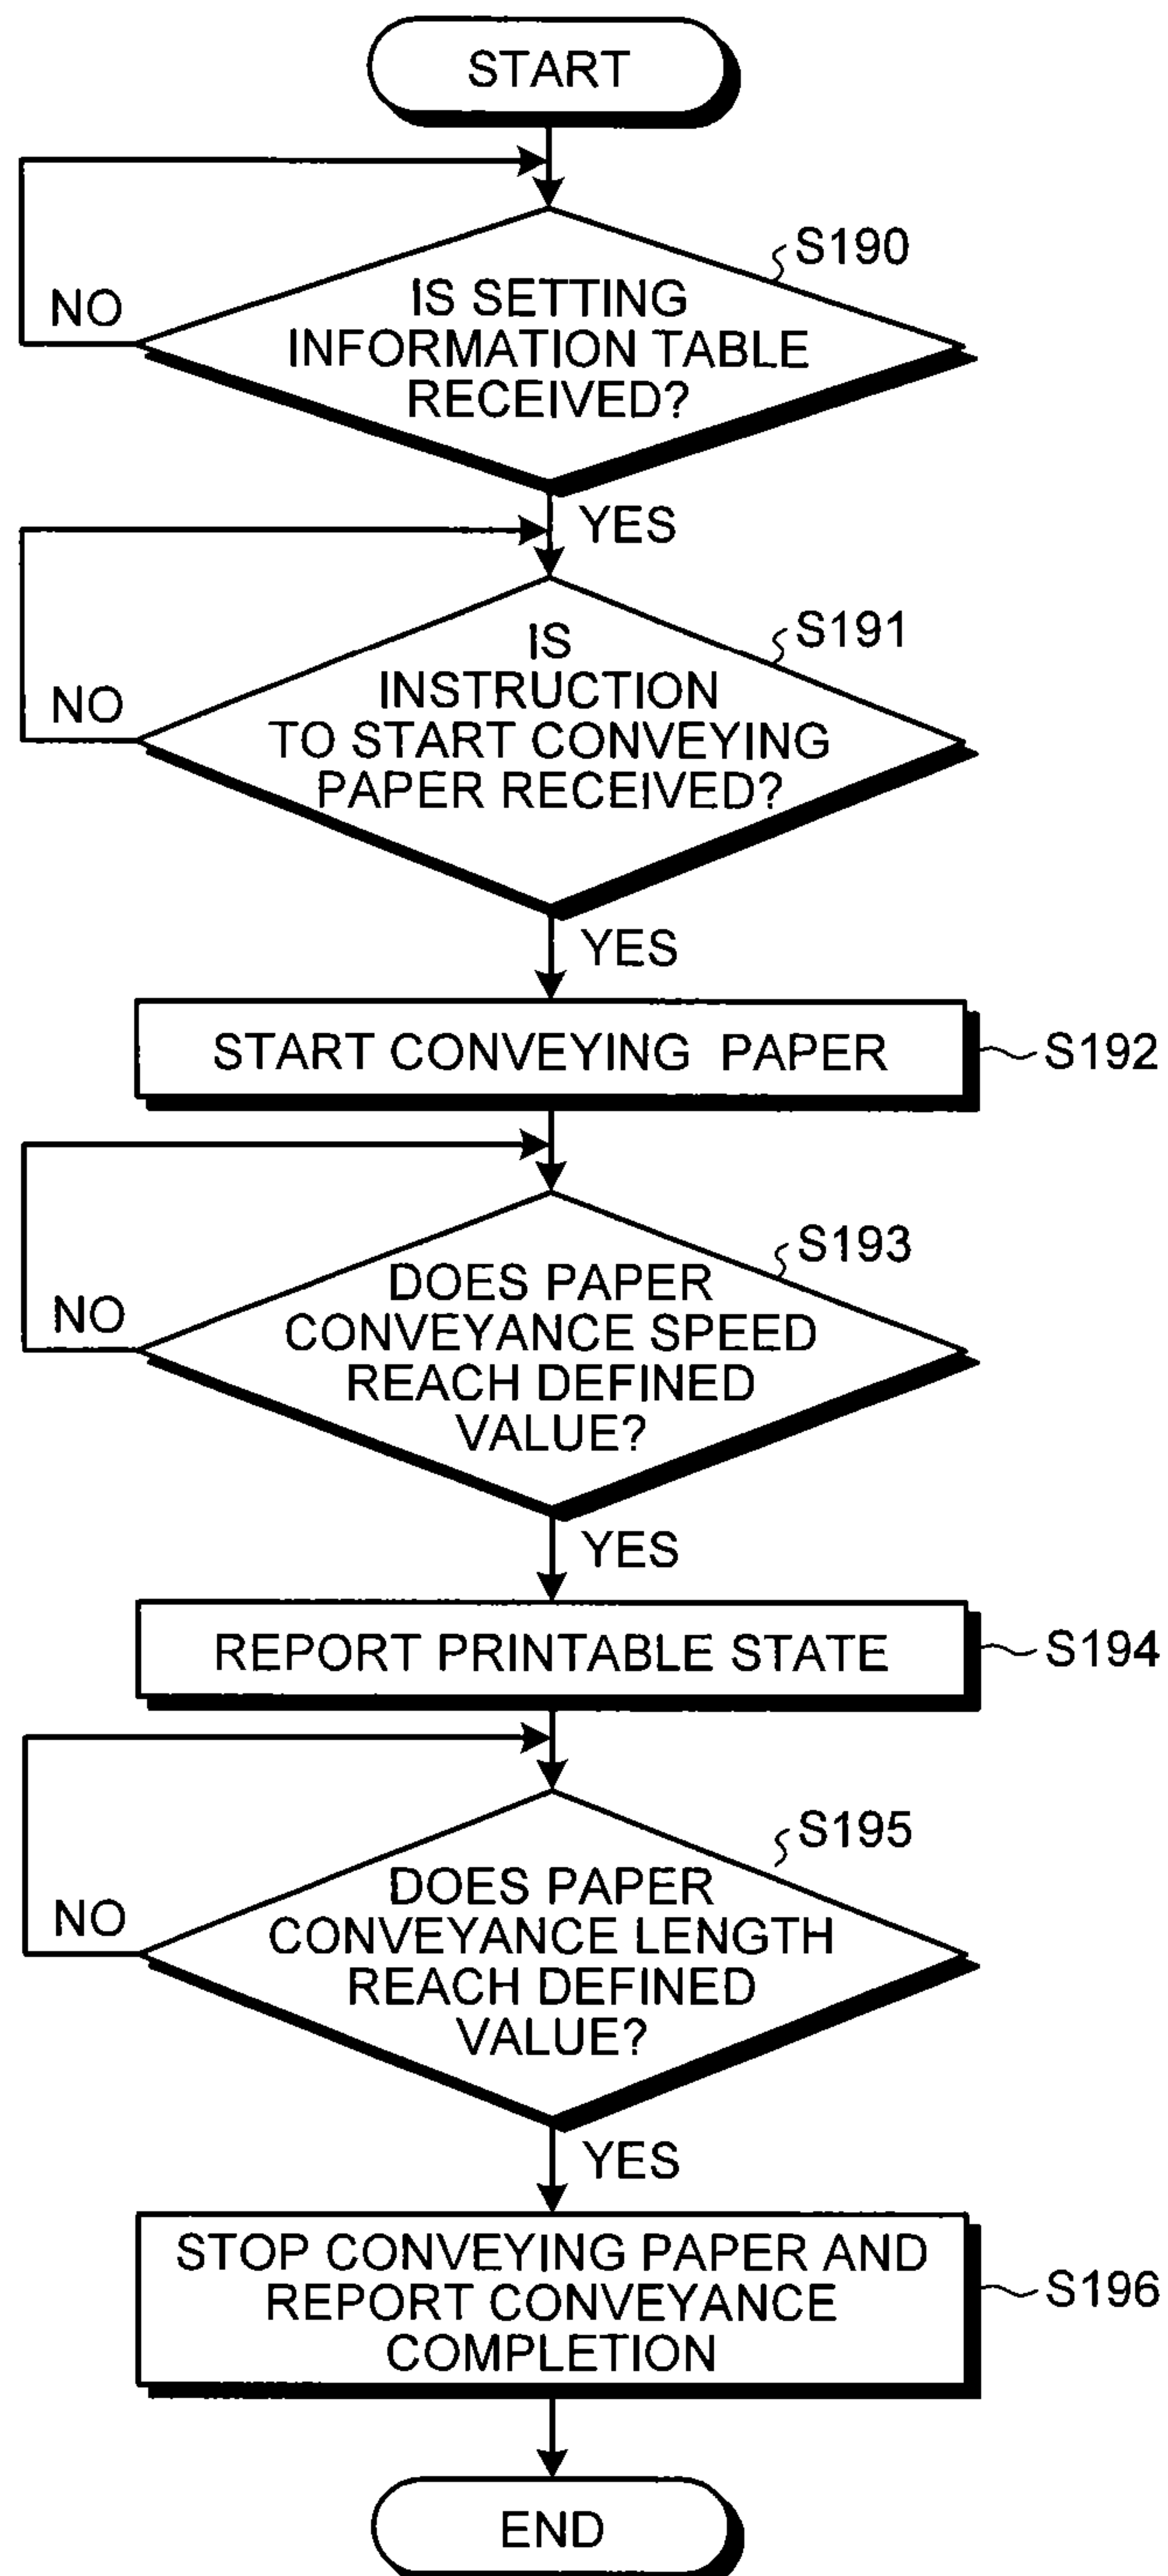 START
S190
NO
IS SETTING
INFORMATION TABLE
RECEIVED?
YES
S191
IS
INSTRUCTION
NO
TO START CONVEYING
PAPER RECEIVED?
YES
START CONVEYING PAPER
S192
S193
DOES PAPER
NO
CONVEYANCE SPEED
REACH DEFINED
VALUE?
YES
REPORT PRINTABLE STATE
S194
S195
DOES PAPER
NO
CONVEYANCE LENGTH
REACH DEFINED
VALUE?
YES
STOP CONVEYING PAPER AND
REPORT CONVEYANCE
COMPLETION
S196
END